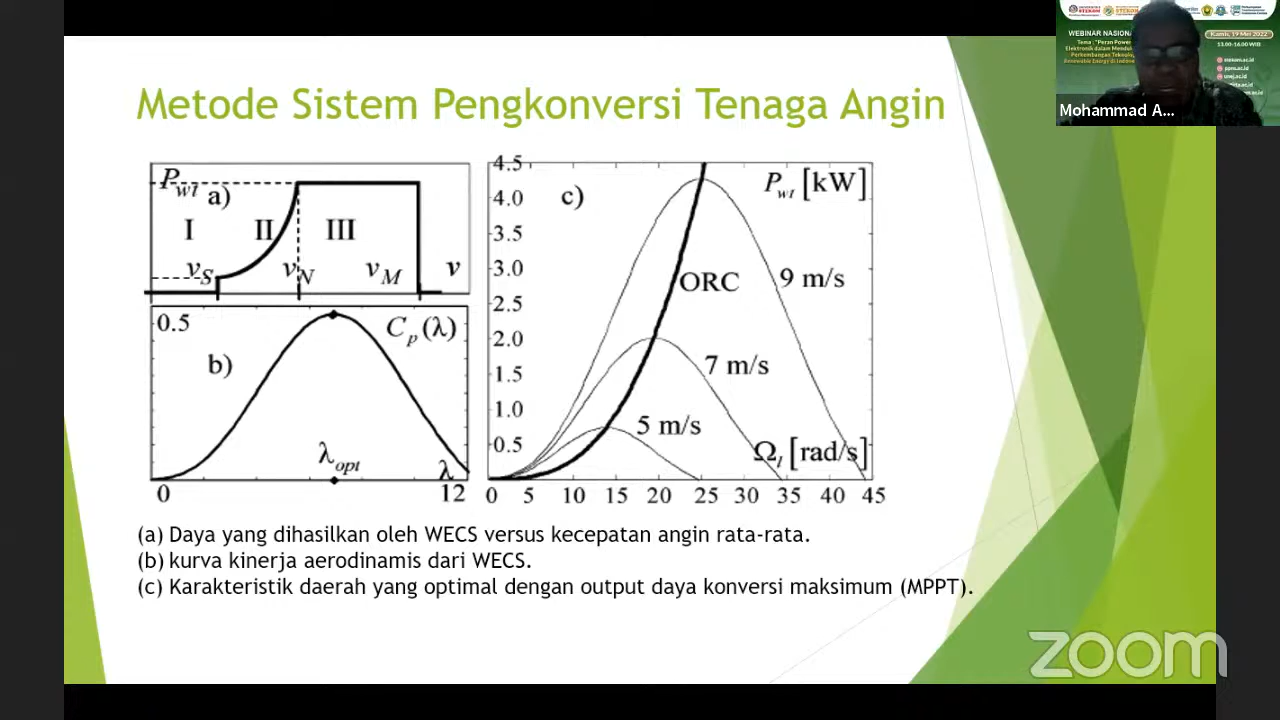 Metode Sistem Pengkonversi Tenaga Angin
P_wt a)
I II III
v_S v_N v_M v
0.5 C_p(λ)
b)
λ_opt λ
0 12
4.5
4.0
3.5
3.0
2.5
2.0
1.5
1.0
0.5
c) P_wt [kW]
ORC 9 m/s
7 m/s
5 m/s
Ω_l [rad/s]
0 5 10 15 20 25 30 35 40 45
(a) Daya yang dihasilkan oleh WECS versus kecepatan angin rata-rata.
(b) kurva kinerja aerodinamis dari WECS.
(c) Karakteristik daerah yang optimal dengan output daya konversi maksimum (MPPT).
WEBINAR NASIONA
Kamis, 19 Mei 2022
13.00-16.00 WIB
Tema : "Peran Power
Elektronik dalam Menduk
Perkembangan Teknolo
Renewable Energy di Indone
Mohammad A...
zoom